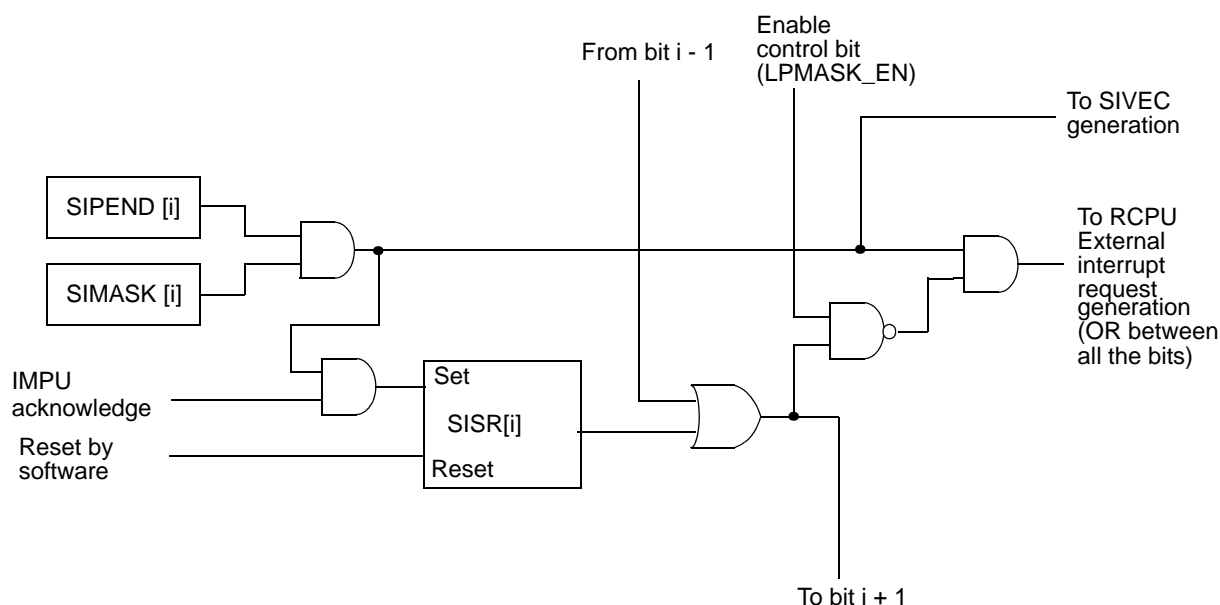 From bit i - 1
Enable
control bit
(LPMASK_EN)
To SIVEC
generation
SIPEND [i]
SIMASK [i]
To RCPU
External
interrupt
request
generation
(OR between
all the bits)
IMPU
acknowledge
Set
SISR[i]
Reset by
software
Reset
To bit i + 1